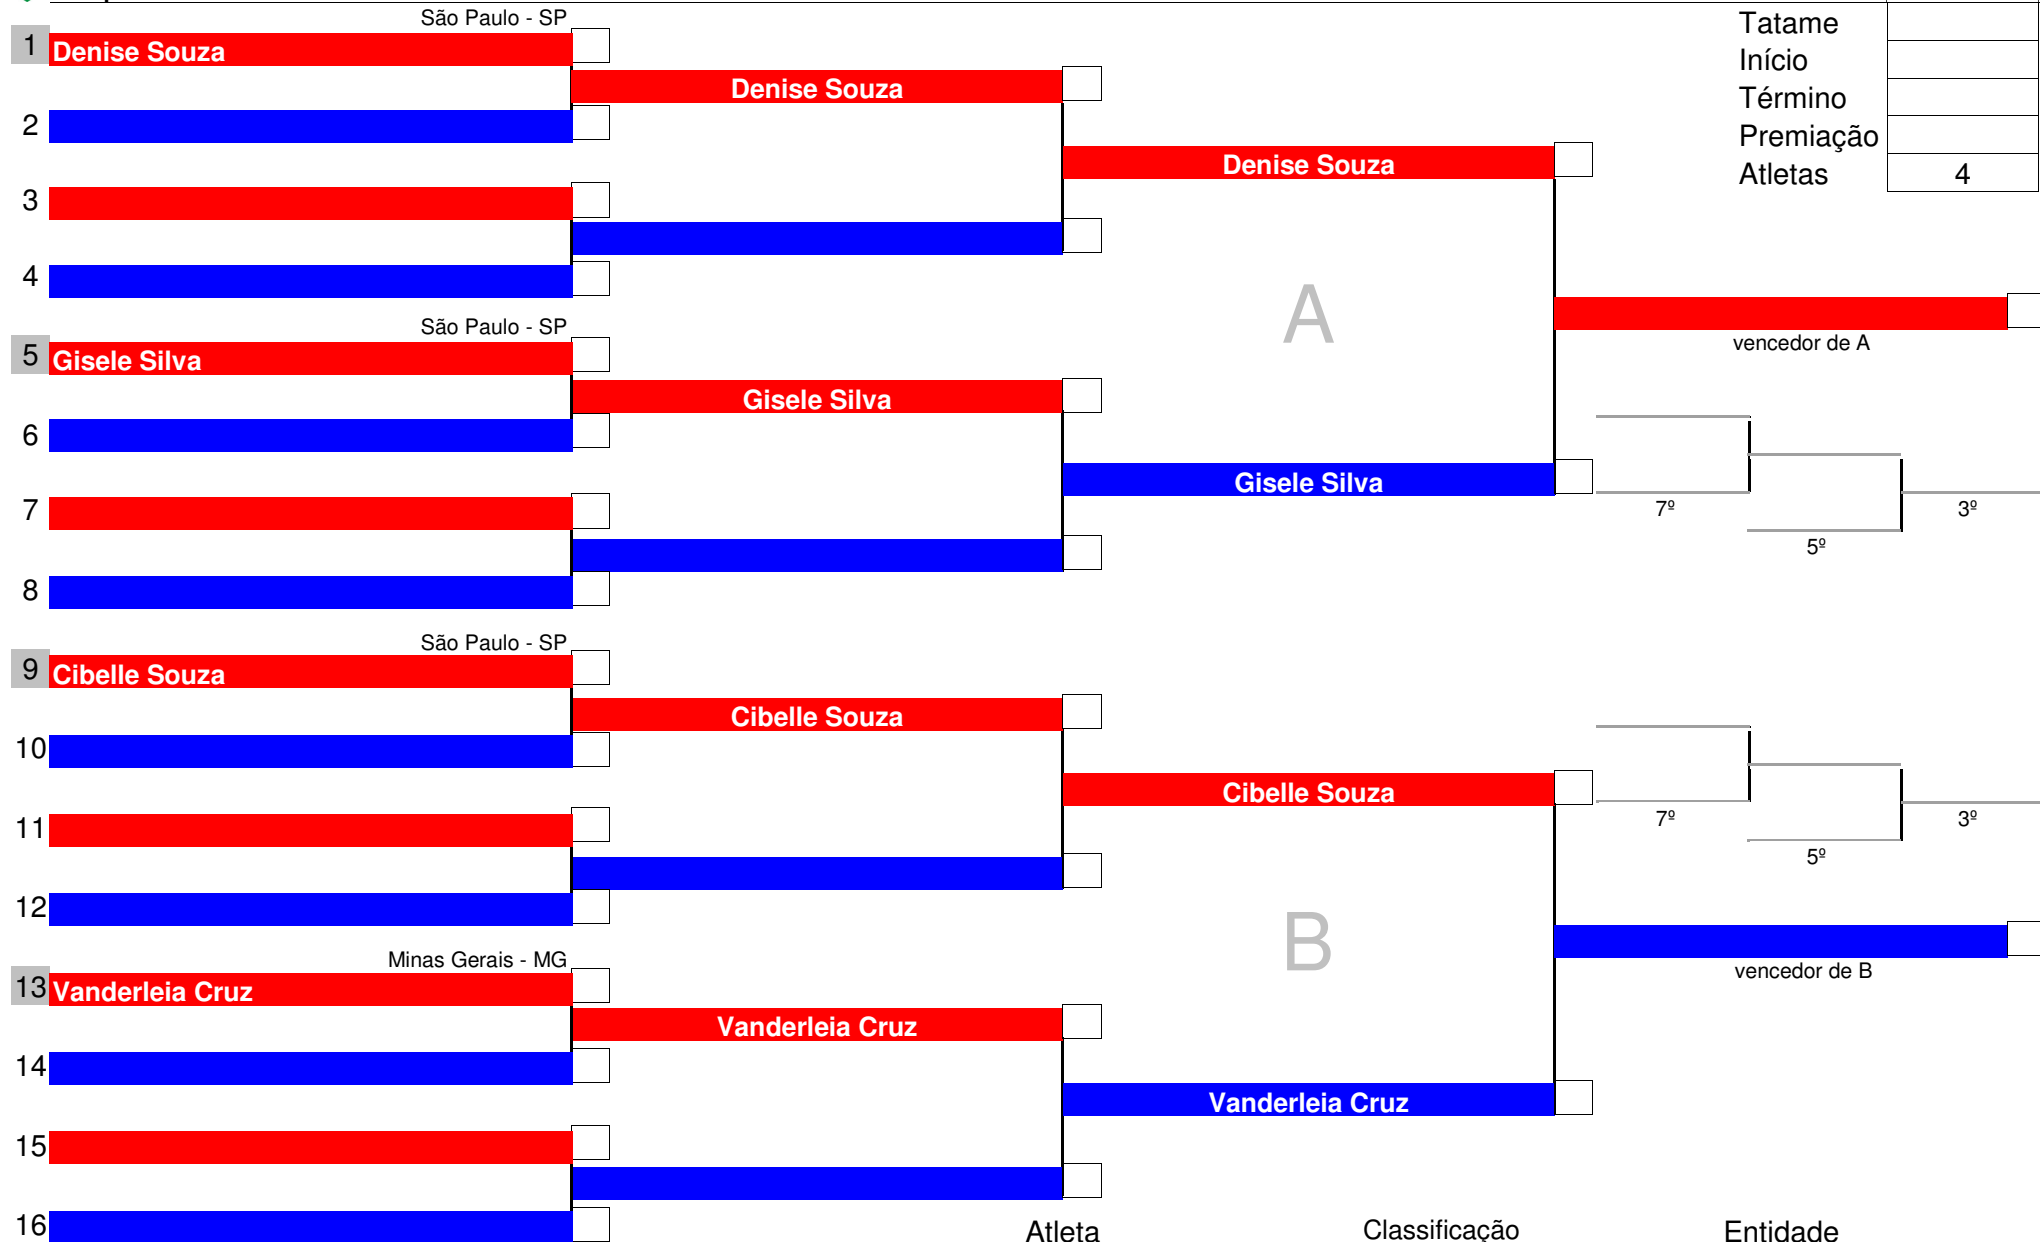 São Paulo - SP
Tatame
1 Denise Souza
Início
Denise Souza
Término
2
Premiação
Denise Souza
Atletas 4
3
4
A
São Paulo - SP
vencedor de A
5 Gisele Silva
Gisele Silva
6
Gisele Silva
7
7º 3º
5º
8
São Paulo - SP
9 Cibelle Souza
Cibelle Souza
10
Cibelle Souza
11
7º 3º
5º
12
B
Minas Gerais - MG
vencedor de B
13 Vanderleia Cruz
Vanderleia Cruz
14
Vanderleia Cruz
15
16
Atleta Classificação Entidade